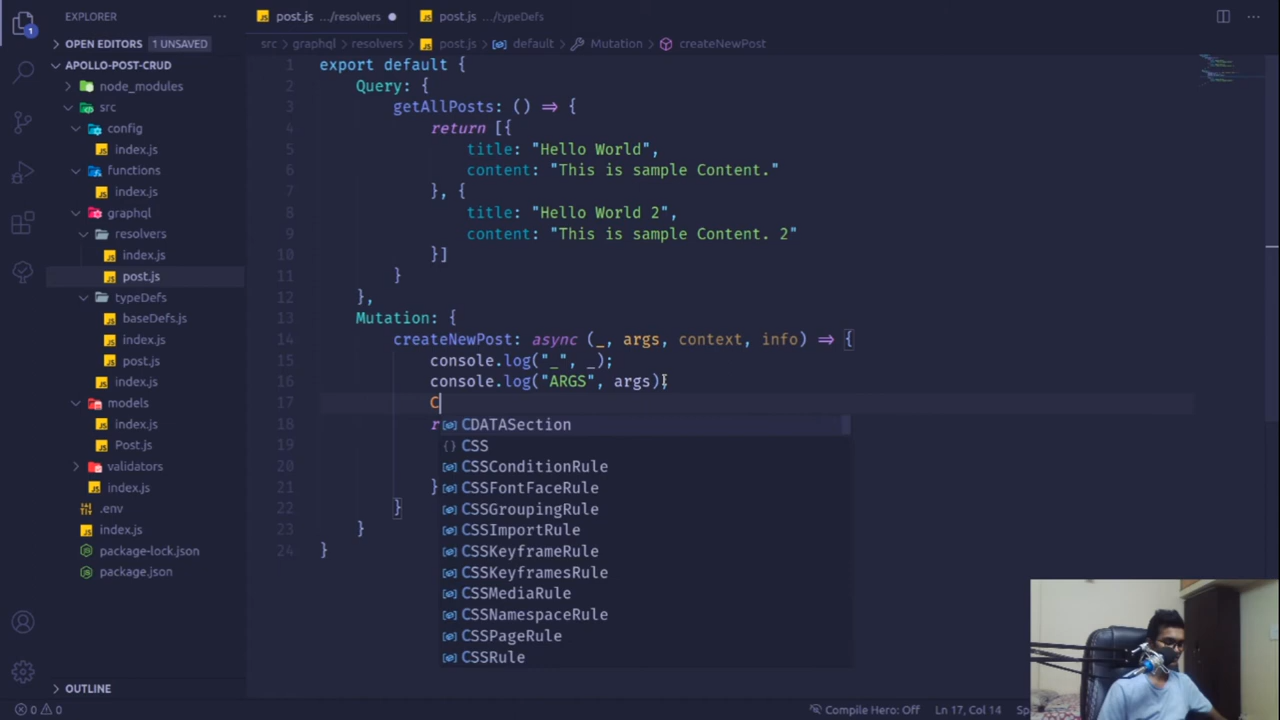 EXPLORER
post.js .../resolvers
post.js .../typeDefs
OPEN EDITORS 1 UNSAVED
src graphql resolvers post.js default Mutation createNewPost
APOLLO-POST-CRUD
node_modules
src
config
index.js
functions
index.js
graphql
resolvers
index.js
post.js
typeDefs
baseDefs.js
index.js
post.js
index.js
models
index.js
Post.js
validators
index.js
.env
index.js
package-lock.json
package.json
OUTLINE
1 export default {
2 Query: {
3 getAllPosts: () => {
4 return [{
5 title: "Hello World",
6 content: "This is sample Content."
7 }, {
8 title: "Hello World 2",
9 content: "This is sample Content. 2"
10 }]
11 }
12 },
13 Mutation: {
14 createNewPost: async (_, args, context, info) => {
15 console.log("_", _);
16 console.log("ARGS", args);
17 C
18 r
19
20
21 }
22 }
23 }
24 }
CDATASection
CSS
CSSConditionRule
CSSFontFaceRule
CSSGroupingRule
CSSImportRule
CSSKeyframeRule
CSSKeyframesRule
CSSMediaRule
CSSNamespaceRule
CSSPageRule
CSSRule
0 0
Compile Hero: Off Ln 17, Col 14
1